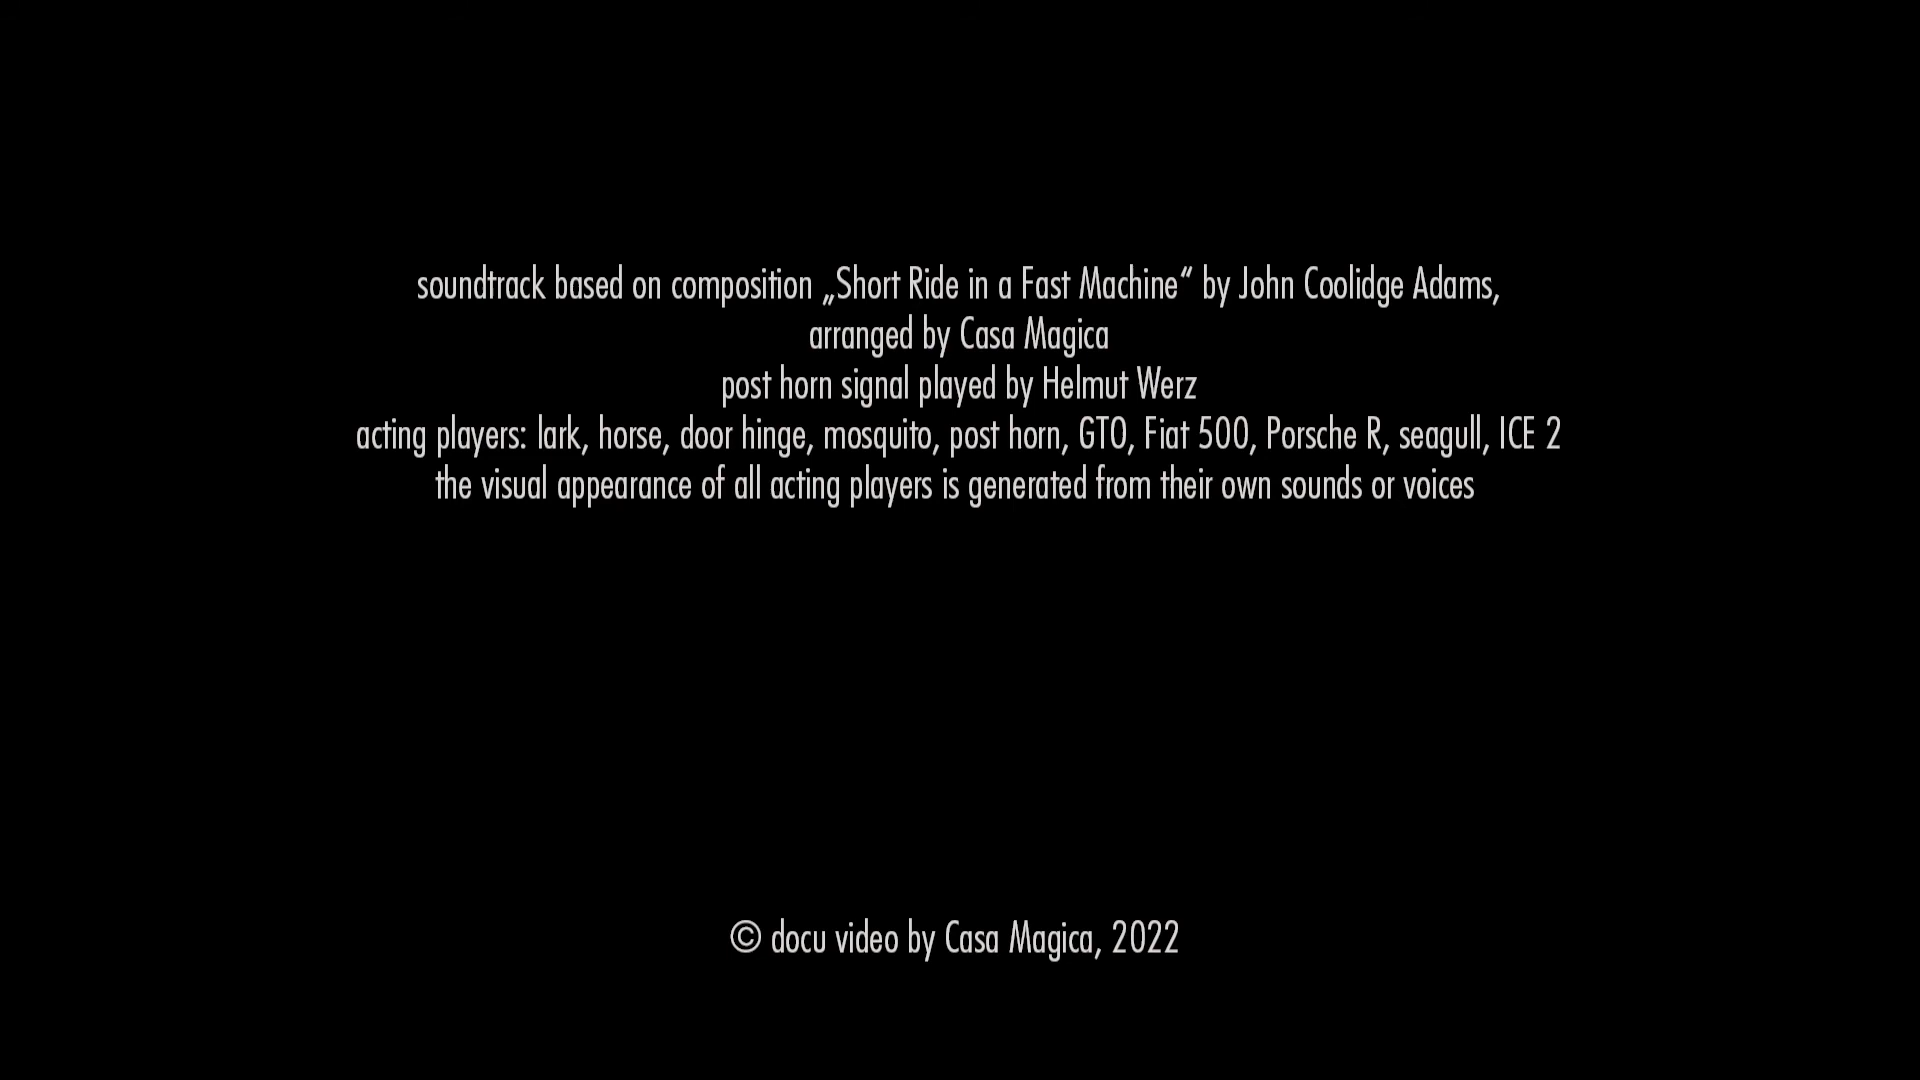 soundtrack based on composition „Short Ride in a Fast Machine“ by John Coolidge Adams,
arranged by Casa Magica
post horn signal played by Helmut Werz
acting players: lark, horse, door hinge, mosquito, post horn, GTO, Fiat 500, Porsche R, seagull, ICE 2
the visual appearance of all acting players is generated from their own sounds or voices
© docu video by Casa Magica, 2022